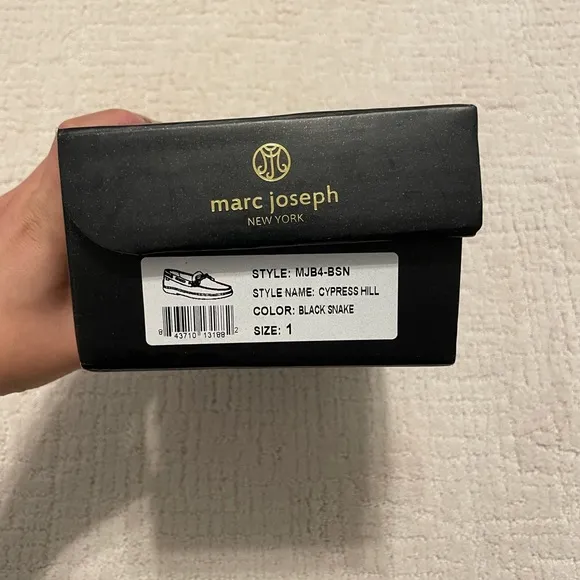 marc joseph
NEW YORK
STYLE: MJB4-BSN
STYLE NAME: CYPRESS HILL
COLOR: BLACK SNAKE
SIZE: 1
8 43710 13188 2